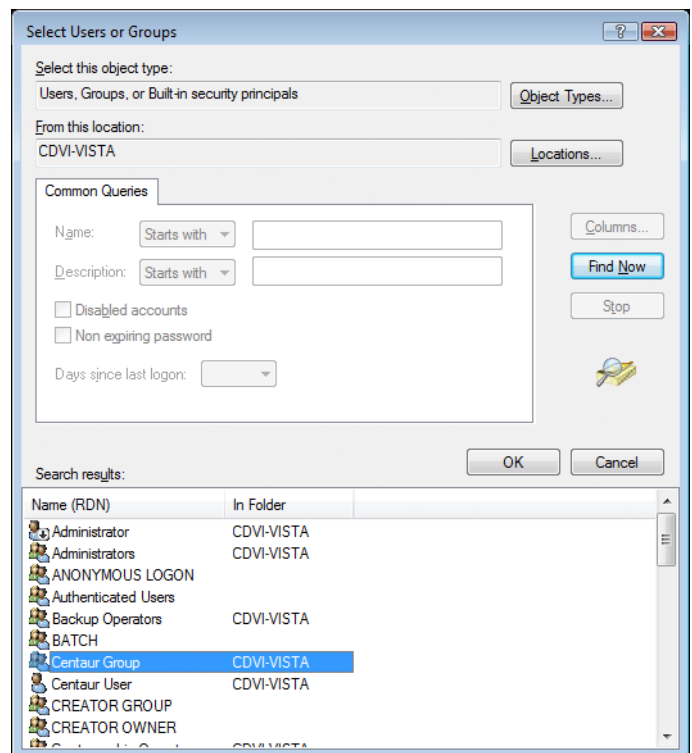 Select Users or Groups
Select this object type:
Users, Groups, or Built-in security principals
Object Types...
From this location:
CDVI-VISTA
Locations...
Common Queries
Name:
Starts with
Columns...
Description:
Starts with
Find Now
Disabled accounts
Stop
Non expiring password
Days since last logon:
OK
Cancel
Search results:
Name (RDN)
In Folder
Administrator CDVI-VISTA
Administrators CDVI-VISTA
ANONYMOUS LOGON
Authenticated Users
Backup Operators CDVI-VISTA
BATCH
Centaur Group CDVI-VISTA
Centaur User CDVI-VISTA
CREATOR GROUP
CREATOR OWNER